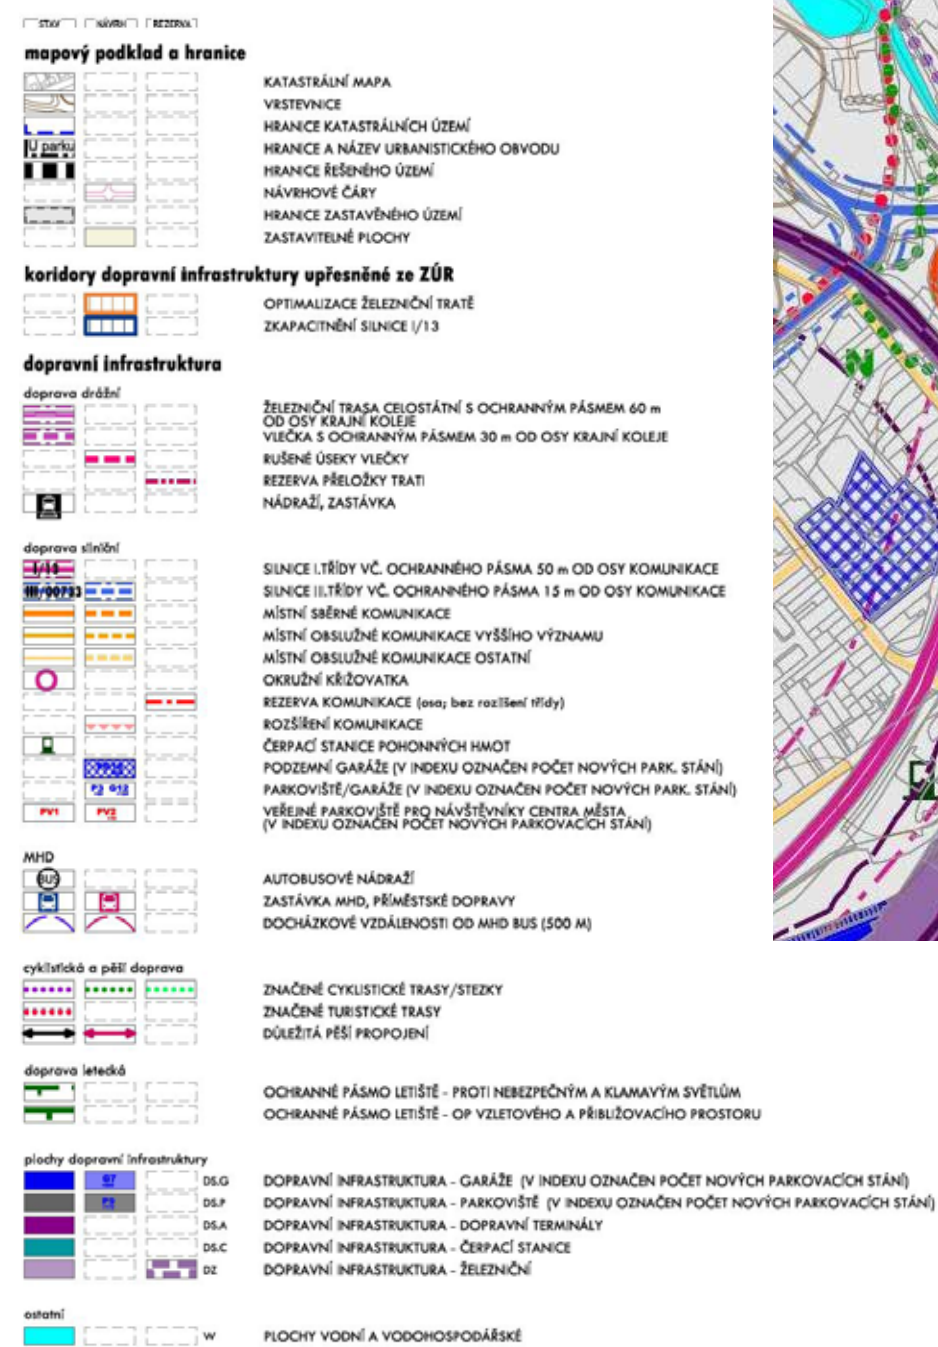 STAV NÁVRH REZERVA
mapový podklad a hranice
KATASTRÁLNÍ MAPA
VRSTEVNICE
HRANICE KATASTRÁLNÍCH ÚZEMÍ
U parku HRANICE A NÁZEV URBANISTICKÉHO OBVODU
HRANICE ŘEŠENÉHO ÚZEMÍ
NÁVRHOVÉ ČÁRY
HRANICE ZASTAVĚNÉHO ÚZEMÍ
ZASTAVITELNÉ PLOCHY
koridory dopravní infrastruktury upřesněné ze ZÚR
OPTIMALIZACE ŽELEZNIČNÍ TRATĚ
ZKAPACITNĚNÍ SILNICE I/13
dopravní infrastruktura
doprava drážní
ŽELEZNIČNÍ TRASA CELOSTÁTNÍ S OCHRANNÝM PÁSMEM 60 m
OD OSY KRAJNÍ KOLEJE
VLEČKA S OCHRANNÝM PÁSMEM 30 m OD OSY KRAJNÍ KOLEJE
RUŠENÉ ÚSEKY VLEČKY
REZERVA PŘELOŽKY TRATI
NÁDRAŽÍ, ZASTÁVKA
doprava silniční
I/13 SILNICE I.TŘÍDY VČ. OCHRANNÉHO PÁSMA 50 m OD OSY KOMUNIKACE
III/00733 SILNICE III.TŘÍDY VČ. OCHRANNÉHO PÁSMA 15 m OD OSY KOMUNIKACE
MÍSTNÍ SBĚRNÉ KOMUNIKACE
MÍSTNÍ OBSLUŽNÉ KOMUNIKACE VYŠŠÍHO VÝZNAMU
MÍSTNÍ OBSLUŽNÉ KOMUNIKACE OSTATNÍ
OKRUŽNÍ KŘIŽOVATKA
REZERVA KOMUNIKACE (osa; bez rozlišení třídy)
ROZŠÍŘENÍ KOMUNIKACE
ČERPACÍ STANICE POHONNÝCH HMOT
PODZEMNÍ GARÁŽE (V INDEXU OZNAČEN POČET NOVÝCH PARK. STÁNÍ)
PARKOVIŠTĚ/GARÁŽE (V INDEXU OZNAČEN POČET NOVÝCH PARK. STÁNÍ)
PV1 PV2 VEŘEJNÉ PARKOVIŠTĚ PRO NÁVŠTĚVNÍKY CENTRA MĚSTA
(V INDEXU OZNAČEN POČET NOVÝCH PARKOVACÍCH STÁNÍ)
MHD
BUS AUTOBUSOVÉ NÁDRAŽÍ
ZASTÁVKA MHD, PŘÍMĚSTSKÉ DOPRAVY
DOCHÁZKOVÉ VZDÁLENOSTI OD MHD BUS (500 M)
cyklistická a pěší doprava
ZNAČENÉ CYKLISTICKÉ TRASY/STEZKY
ZNAČENÉ TURISTICKÉ TRASY
DŮLEŽITÁ PĚŠÍ PROPOJENÍ
doprava letecká
OCHRANNÉ PÁSMO LETIŠTĚ - PROTI NEBEZPEČNÝM A KLAMAVÝM SVĚTLŮM
OCHRANNÉ PÁSMO LETIŠTĚ - OP VZLETOVÉHO A PŘIBLIŽOVACÍHO PROSTORU
plochy dopravní infrastruktury
DS.G DOPRAVNÍ INFRASTRUKTURA - GARÁŽE (V INDEXU OZNAČEN POČET NOVÝCH PARKOVACÍCH STÁNÍ)
DS.P DOPRAVNÍ INFRASTRUKTURA - PARKOVIŠTĚ (V INDEXU OZNAČEN POČET NOVÝCH PARKOVACÍCH STÁNÍ)
DS.A DOPRAVNÍ INFRASTRUKTURA - DOPRAVNÍ TERMINÁLY
DS.C DOPRAVNÍ INFRASTRUKTURA - ČERPACÍ STANICE
DZ DOPRAVNÍ INFRASTRUKTURA - ŽELEZNIČNÍ
ostatní
W PLOCHY VODNÍ A VODOHOSPODÁŘSKÉ